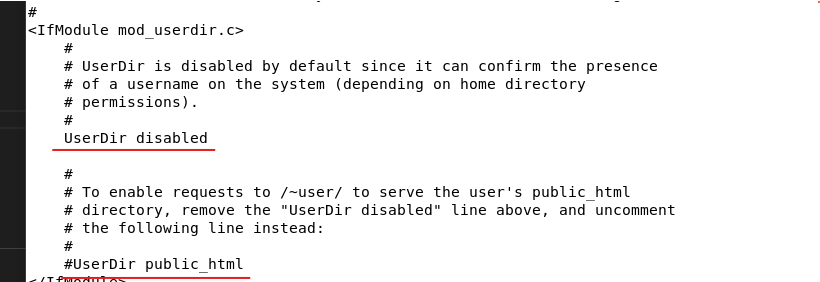 #
<IfModule mod_userdir.c>
    #
    # UserDir is disabled by default since it can confirm the presence
    # of a username on the system (depending on home directory
    # permissions).
    #
    UserDir disabled
    #
    # To enable requests to /~user/ to serve the user's public_html
    # directory, remove the "UserDir disabled" line above, and uncomment
    # the following line instead:
    #
    #UserDir public_html
</IfModule>